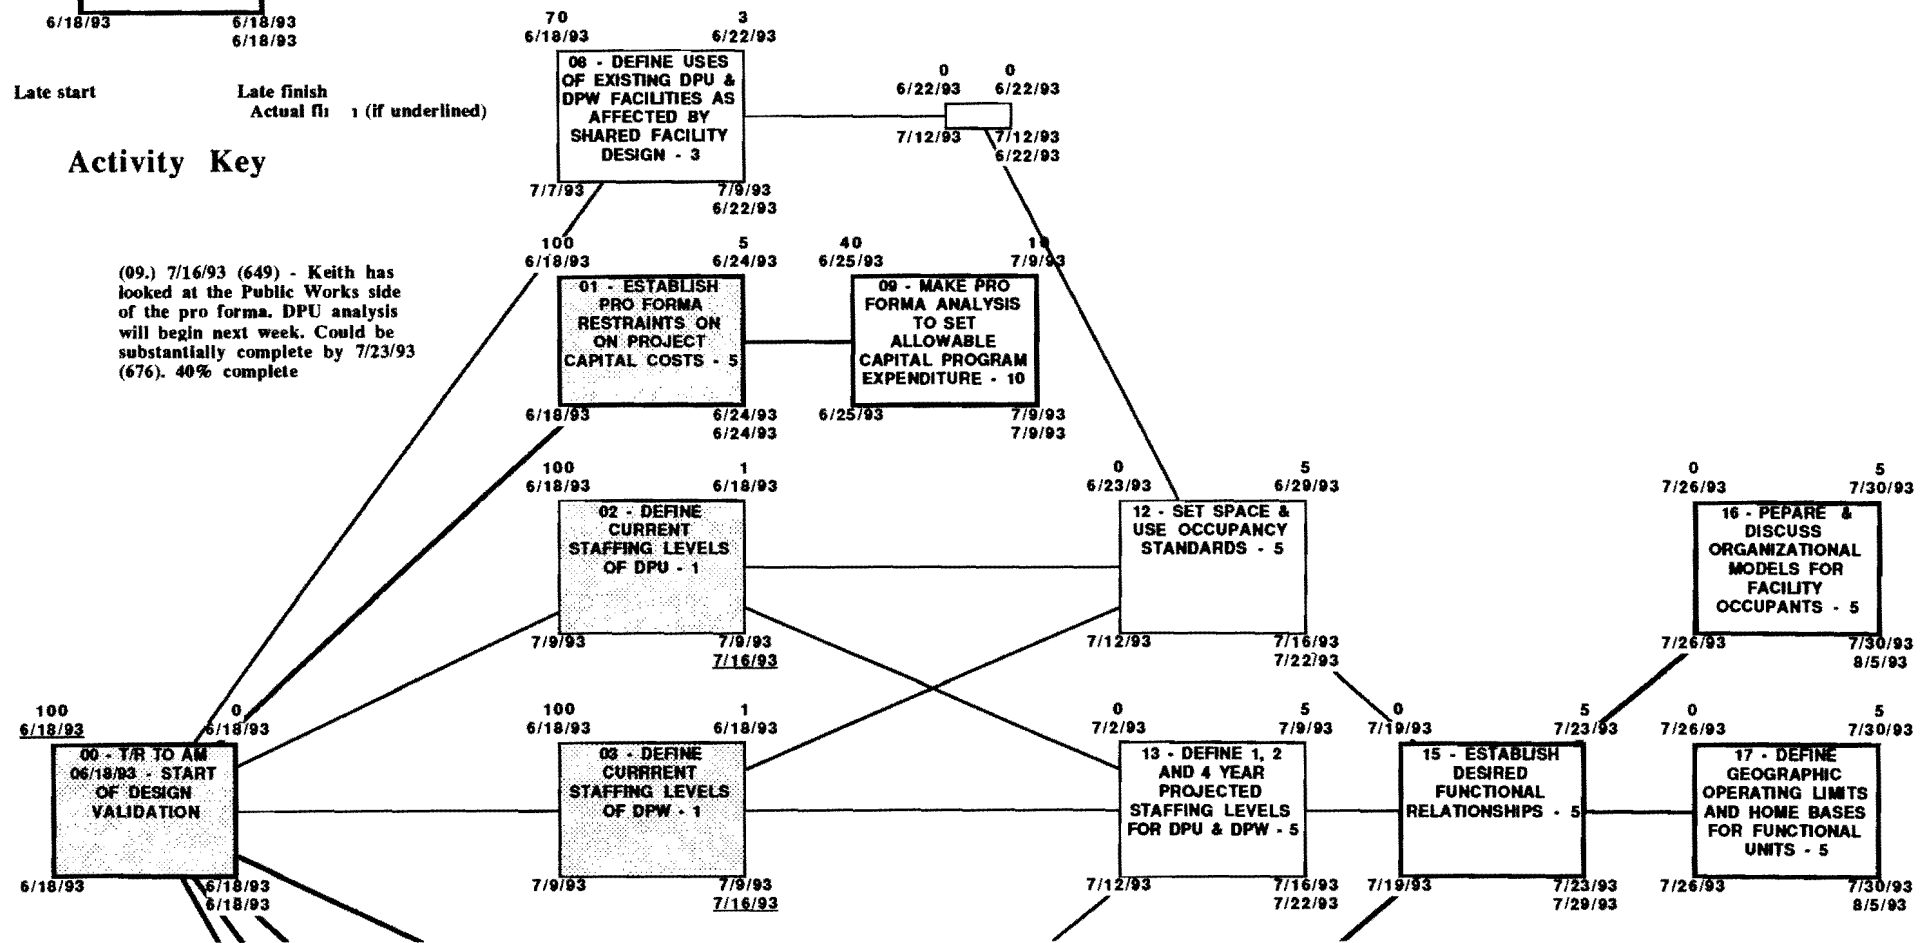 6/18/93 6/18/93
6/18/93
Late start Late finish
Actual (if underlined)
Activity Key
70 3
6/18/93 6/22/93
08 - DEFINE USES
OF EXISTING DPU &
DPW FACILITIES AS
AFFECTED BY
SHARED FACILITY
DESIGN - 3
7/7/93 7/9/93
6/22/93
0 0
6/22/93 6/22/93
7/12/93 7/12/93
6/22/93
(09.) 7/16/93 (649) - Keith has
looked at the Public Works side
of the pro forma. DPU analysis
will begin next week. Could be
substantially complete by 7/23/93
(676). 40% complete
100 5
6/18/93 6/24/93
01 - ESTABLISH
PRO FORMA
RESTRAINTS ON
ON PROJECT
CAPITAL COSTS - 5
6/18/93 6/24/93
6/24/93
40 10
6/25/93 7/9/93
09 - MAKE PRO
FORMA ANALYSIS
TO SET
ALLOWABLE
CAPITAL PROGRAM
EXPENDITURE - 10
6/25/93 7/9/93
7/9/93
100 1
6/18/93 6/18/93
02 - DEFINE
CURRENT
STAFFING LEVELS
OF DPU - 1
7/9/93 7/9/93
7/16/93
0 5
6/23/93 6/29/93
12 - SET SPACE &
USE OCCUPANCY
STANDARDS - 5
7/12/93 7/16/93
7/22/93
0 5
7/26/93 7/30/93
16 - PEPARE &
DISCUSS
ORGANIZATIONAL
MODELS FOR
FACILITY
OCCUPANTS - 5
7/26/93 7/30/93
8/5/93
100 0
6/18/93 6/18/93
00 - T/R TO AM
06/18/93 - START
OF DESIGN
VALIDATION
6/18/93 6/18/93
6/18/93
100 1
6/18/93 6/18/93
03 - DEFINE
CURRRENT
STAFFING LEVELS
OF DPW - 1
7/9/93 7/9/93
7/16/93
0 5
7/2/93 7/9/93
13 - DEFINE 1, 2
AND 4 YEAR
PROJECTED
STAFFING LEVELS
FOR DPU & DPW - 5
7/12/93 7/16/93
7/22/93
0 5
7/19/93 7/23/93
15 - ESTABLISH
DESIRED
FUNCTIONAL
RELATIONSHIPS - 5
7/19/93 7/23/93
7/29/93
0 5
7/26/93 7/30/93
17 - DEFINE
GEOGRAPHIC
OPERATING LIMITS
AND HOME BASES
FOR FUNCTIONAL
UNITS - 5
7/26/93 7/30/93
8/5/93